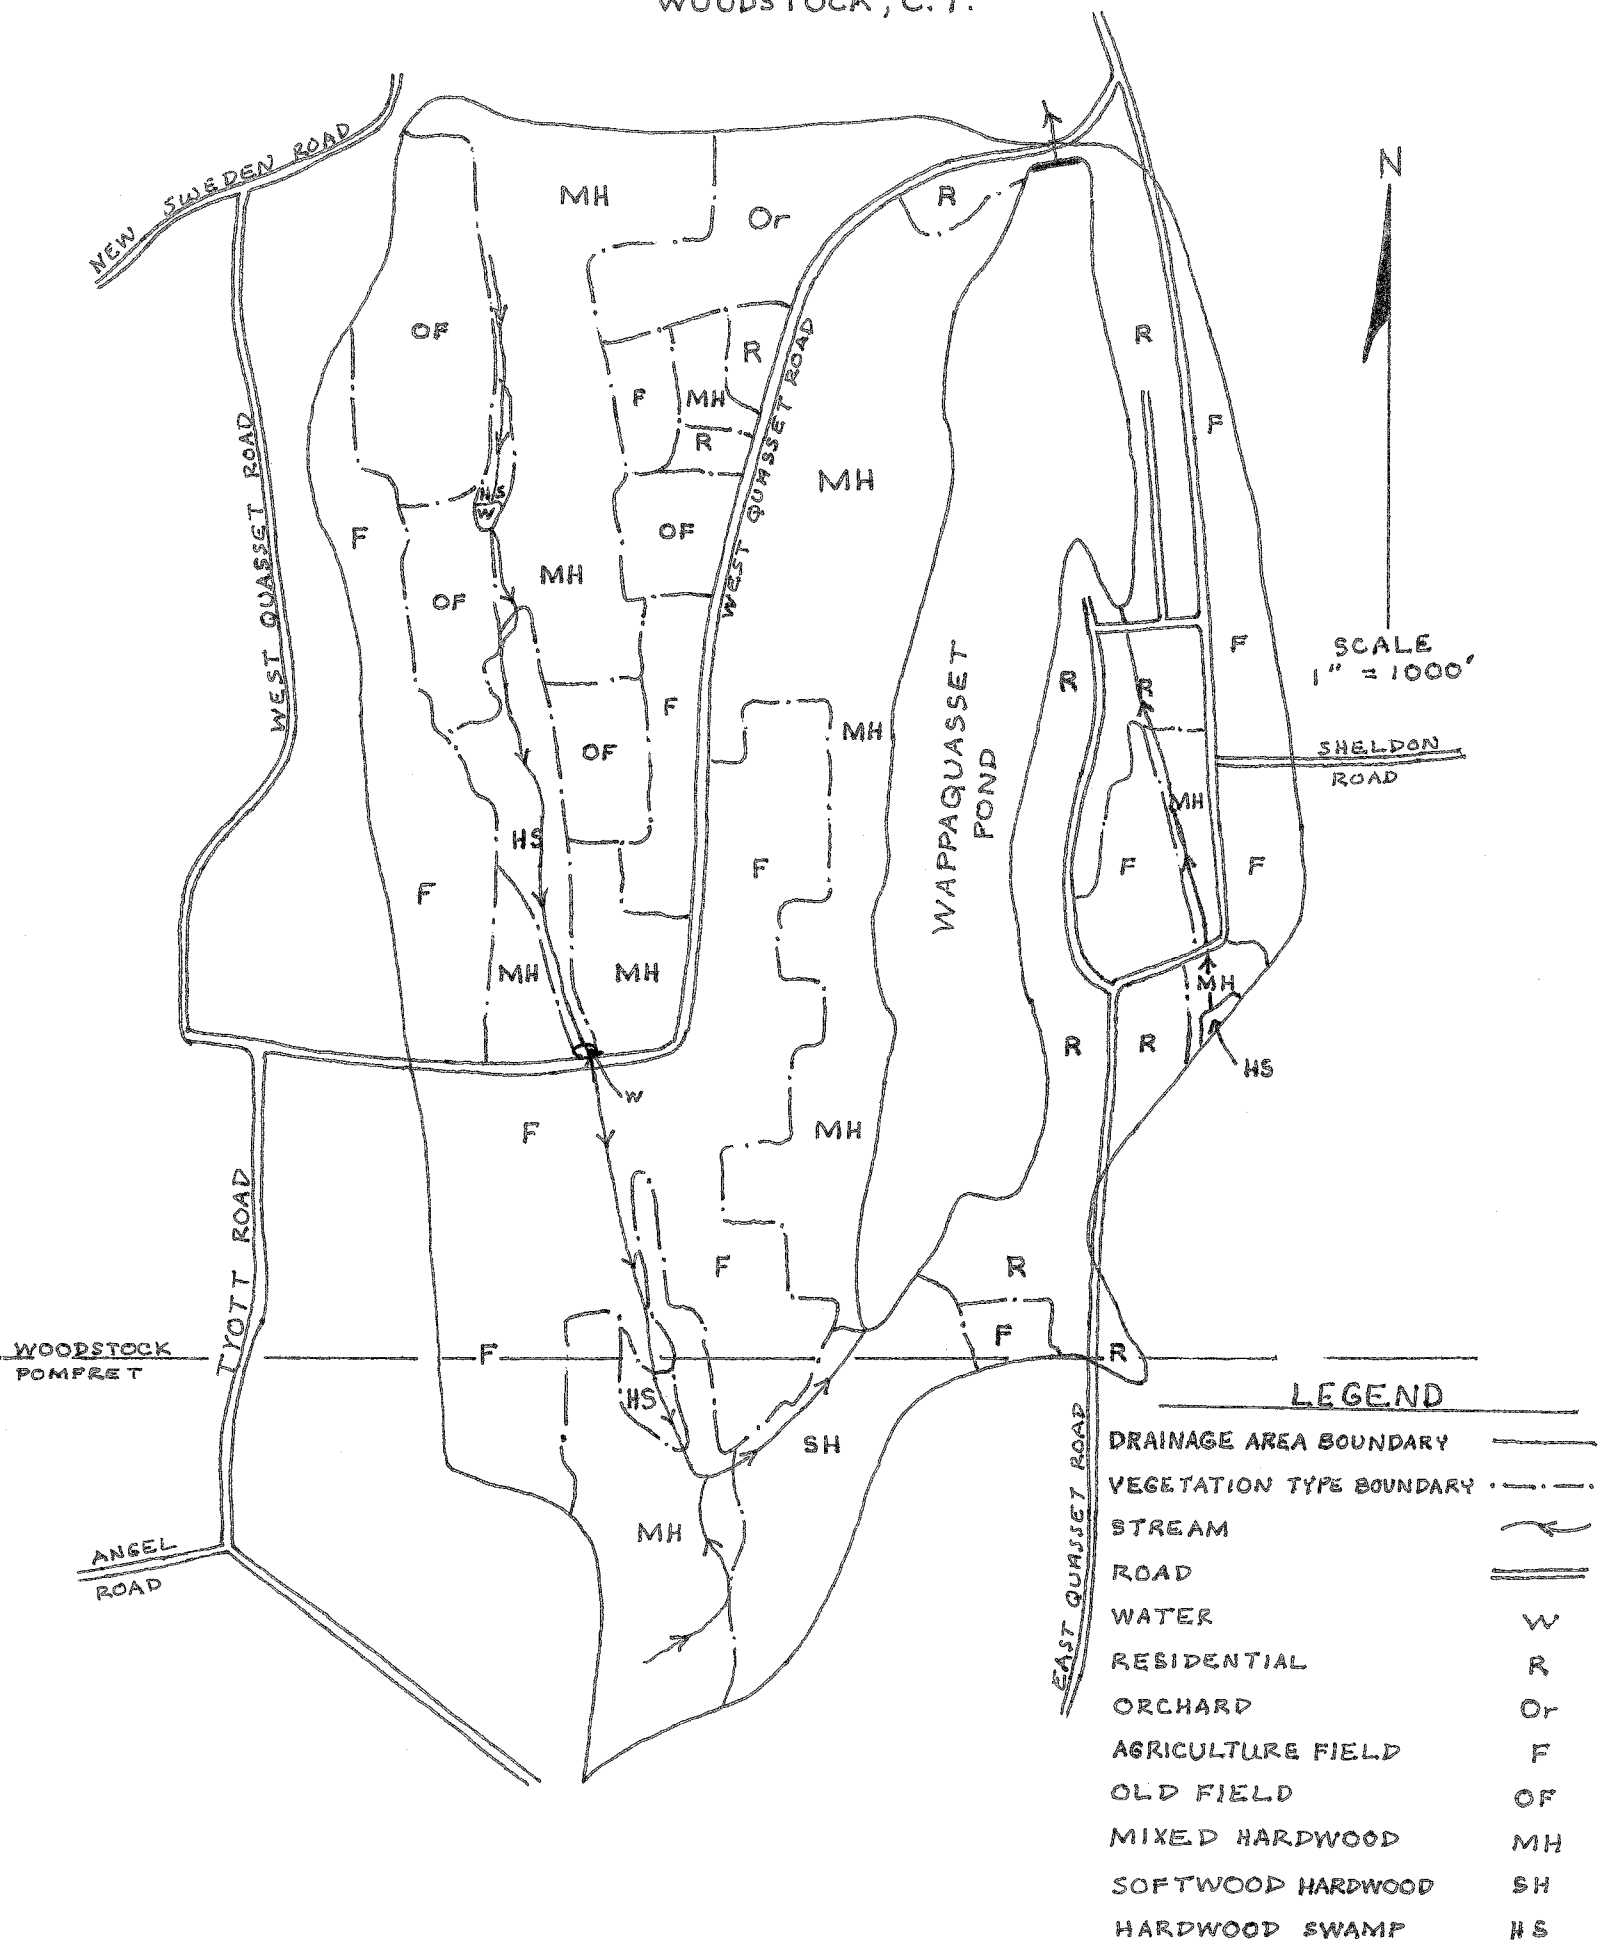 WOODSTOCK, C.T.
NEW SWEDEN ROAD
N
MH
R
Or
OF
R
R
F
MH
F
R
WEST QUASSET ROAD
WEST QUASSET ROAD
MH
HS
W
F
OF
MH
OF
F
SCALE
1" = 1000'
R
R
F
MH
OF
WAPPAQUASSET
POND
SHELDON
ROAD
MH
HS
F
F
F
F
MH
MH
MH
R
R
HS
W
F
MH
TYOTT ROAD
F
R
F
WOODSTOCK
POMFRET
F
R
HS
SH
MH
ANGEL
ROAD
EAST QUASSET ROAD
LEGEND
DRAINAGE AREA BOUNDARY
VEGETATION TYPE BOUNDARY
STREAM
ROAD
WATER W
RESIDENTIAL R
ORCHARD Or
AGRICULTURE FIELD F
OLD FIELD OF
MIXED HARDWOOD MH
SOFTWOOD HARDWOOD SH
HARDWOOD SWAMP HS